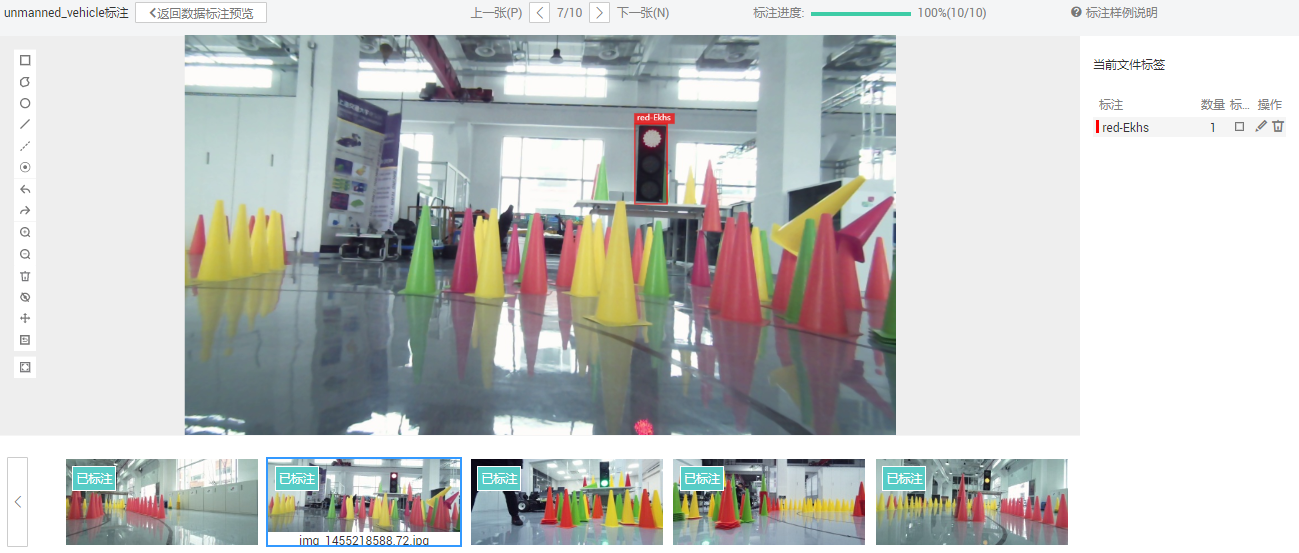 unmanned_vehicle标注
返回数据标注预览
上一张(P)
7/10
下一张(N)
标注进度:
100%(10/10)
标注样例说明
当前文件标签
标注 数量 标... 操作
red-Ekhs 1
red-Ekhs
已标注
已标注
已标注
已标注
已标注
img_1455218588.72.jpg